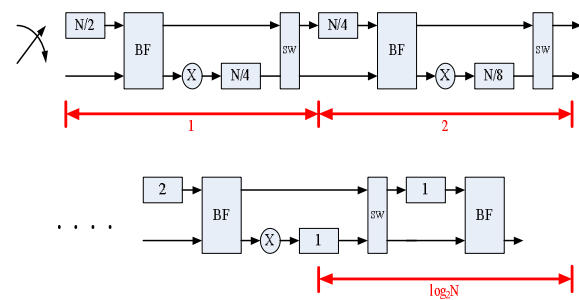 N/2 BF X N/4 SW N/4 BF X N/8 SW
1 2
2 BF X 1 SW 1 BF
. . . .
log₂N